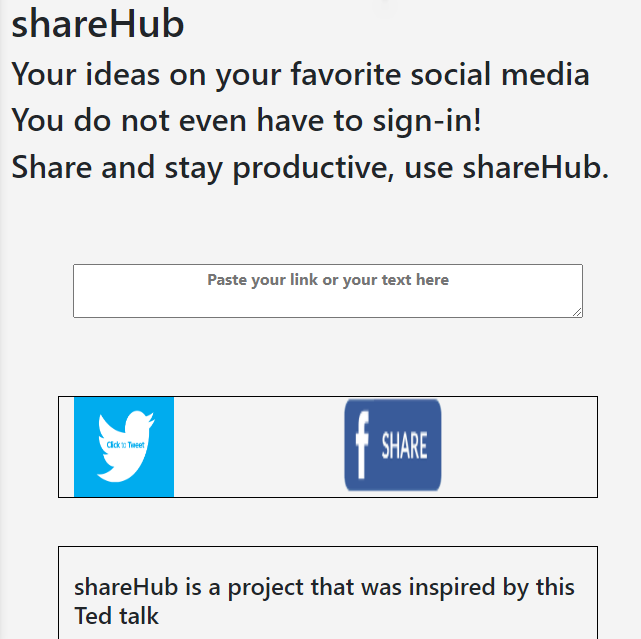 shareHub
Your ideas on your favorite social media
You do not even have to sign-in!
Share and stay productive, use shareHub.
Paste your link or your text here
Click to Tweet
f SHARE
shareHub is a project that was inspired by this
Ted talk